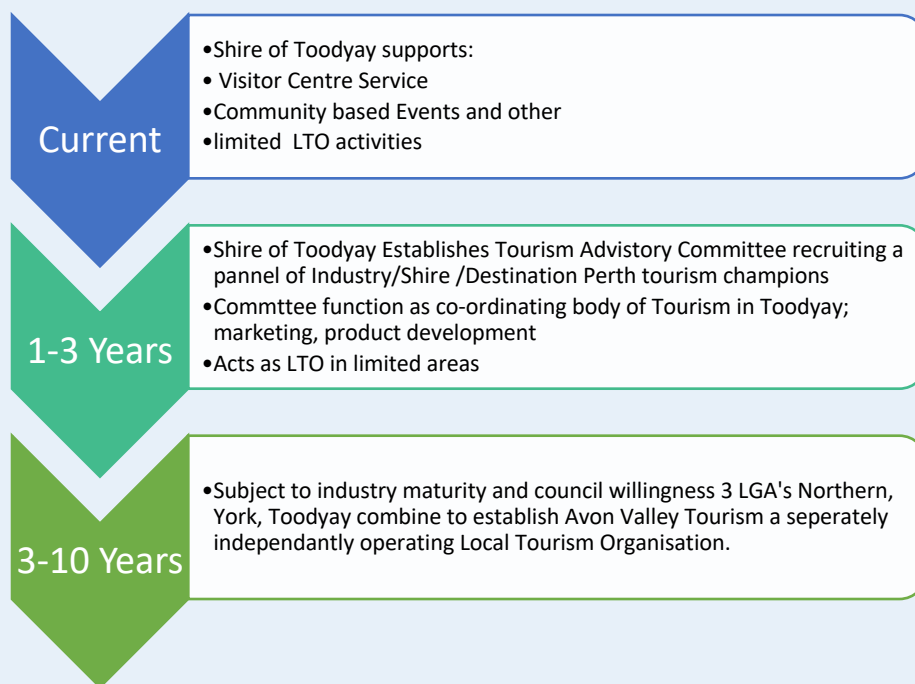 Current
•Shire of Toodyay supports:
• Visitor Centre Service
•Community based Events and other
•limited  LTO activities
1-3 Years
•Shire of Toodyay Establishes Tourism Advistory Committee recruiting a
pannel of Industry/Shire /Destination Perth tourism champions
•Commttee function as co-ordinating body of Tourism in Toodyay;
marketing, product development
•Acts as LTO in limited areas
3-10 Years
•Subject to industry maturity and council willingness 3 LGA's Northern,
York, Toodyay combine to establish Avon Valley Tourism a seperately
independantly operating Local Tourism Organisation.